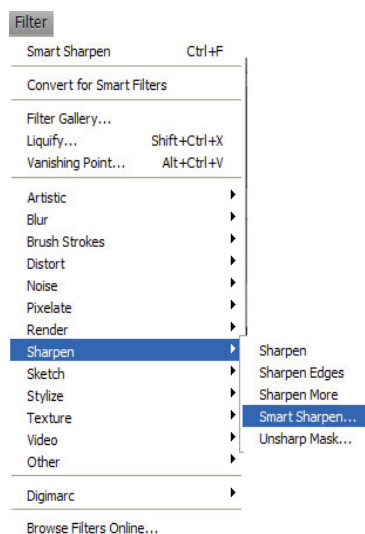 Filter
Smart Sharpen Ctrl+F
Convert for Smart Filters
Filter Gallery...
Liquify... Shift+Ctrl+X
Vanishing Point... Alt+Ctrl+V
Artistic
Blur
Brush Strokes
Distort
Noise
Pixelate
Render
Sharpen
Sketch
Stylize
Texture
Video
Other
Digimarc
Browse Filters Online...
Sharpen
Sharpen Edges
Sharpen More
Smart Sharpen...
Unsharp Mask...